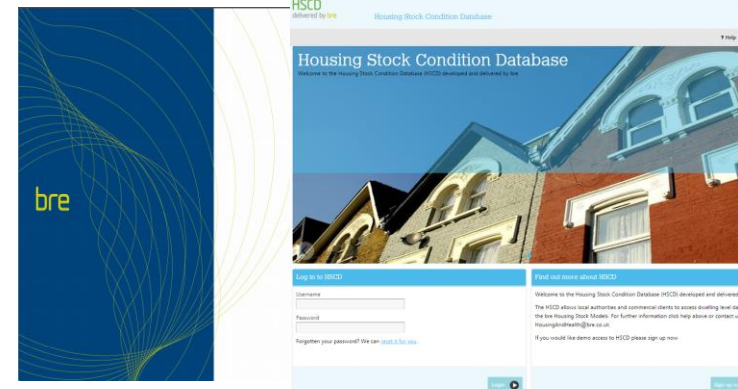 bre
HSCD
delivered by bre
Housing Stock Condition Database
? Help
Housing Stock Condition Database
Welcome to the Housing Stock Condition Database (HSCD) developed and delivered by bre
Log in to HSCD
Username
Password
Forgotten your password? We can reset it for you.
Login
Find out more about HSCD
Welcome to the Housing Stock Condition Database (HSCD) developed and delivered
The HSCD allows local authorities and commercial clients to access dwelling level da
the bre Housing Stock Models. For further information click help above or contact u
HousingAndHealth@bre.co.uk
If you would like demo access to HSCD please sign up now
Sign up